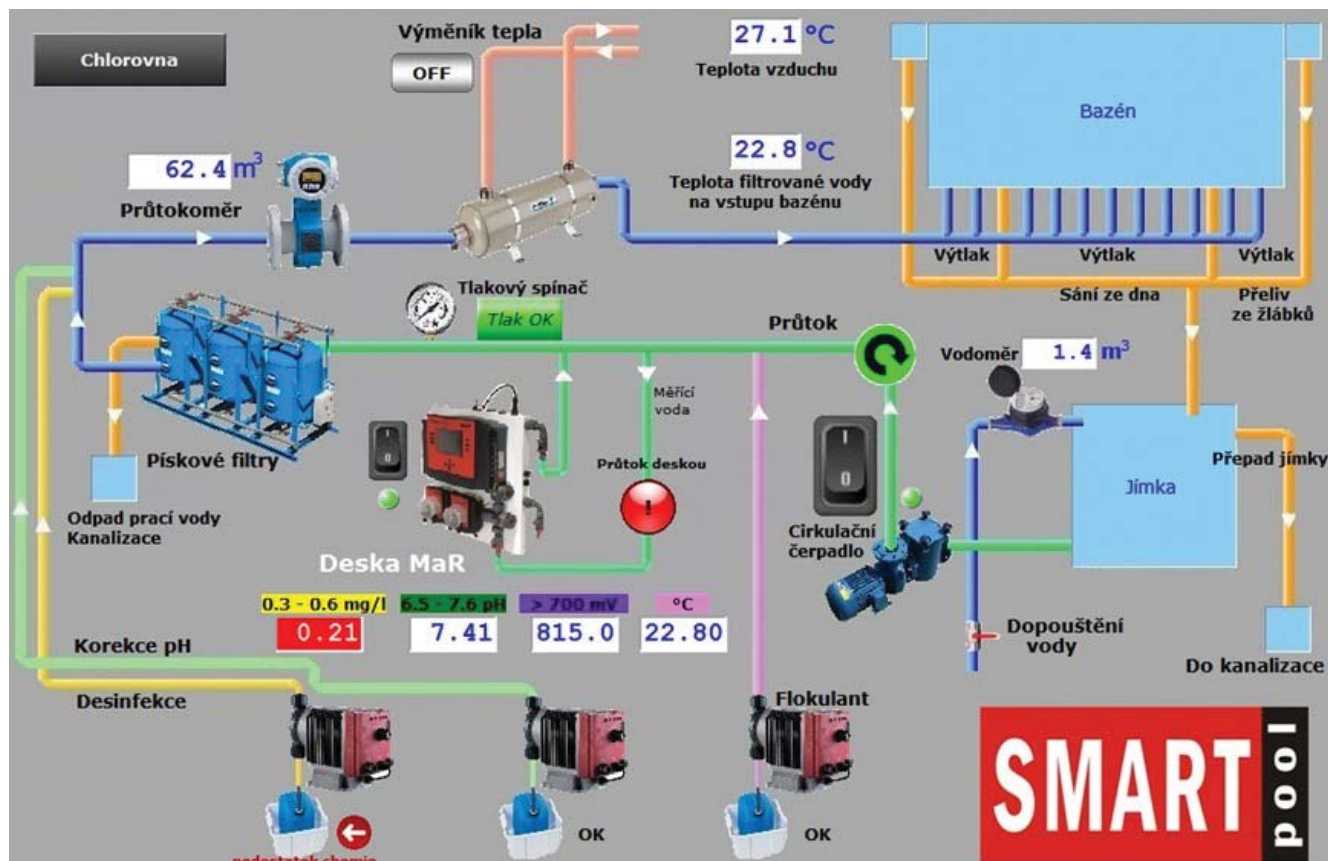 Chlorovna
Výměník tepla
OFF
27.1 °C
Teplota vzduchu
22.8 °C
Teplota filtrované vody
na vstupu bazénu
Bazén
62.4 m³
Průtokoměr
Výtlak
Výtlak
Výtlak
Sání ze dna
Přeliv
ze žlábků
Tlakový spínač
Tlak OK
Průtok
Vodoměr
1.4 m³
Měřící
voda
Průtok deskou
!
I
0
I
0
Pískové filtry
Odpad prací vody
Kanalizace
Deska MaR
Cirkulační
čerpadlo
Jímka
Přepad jímky
0.3 - 0.6 mg/l
6.5 - 7.6 pH
> 700 mV
°C
0.21
7.41
815.0
22.80
Dopouštění
vody
Do kanalizace
Korekce pH
Desinfekce
Flokulant
OK
OK
nedostatek chemie
SMART
pool